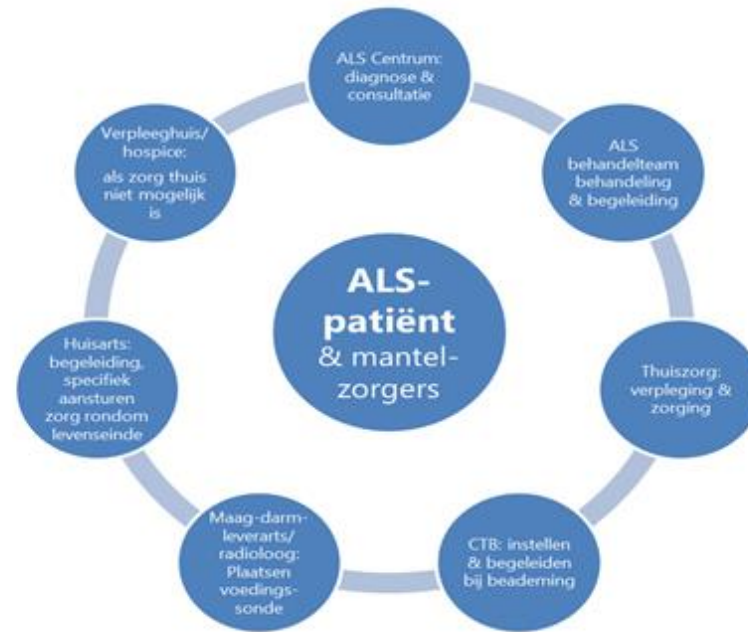 ALS Centrum:
diagnose &
consultatie
ALS
behandelteam
behandeling
& begeleiding
Thuiszorg:
verpleging &
zorging
CTB: instellen
& begeleiden
bij beademing
Maag-darm-
leverarts/
radioloog:
Plaatsen
voedings-
sonde
Huisarts:
begeleiding,
specifiek
aansturen
zorg rondom
levenseinde
Verpleeghuis/
hospice:
als zorg thuis
niet mogelijk
is
ALS-
patiënt
& mantel-
zorgers